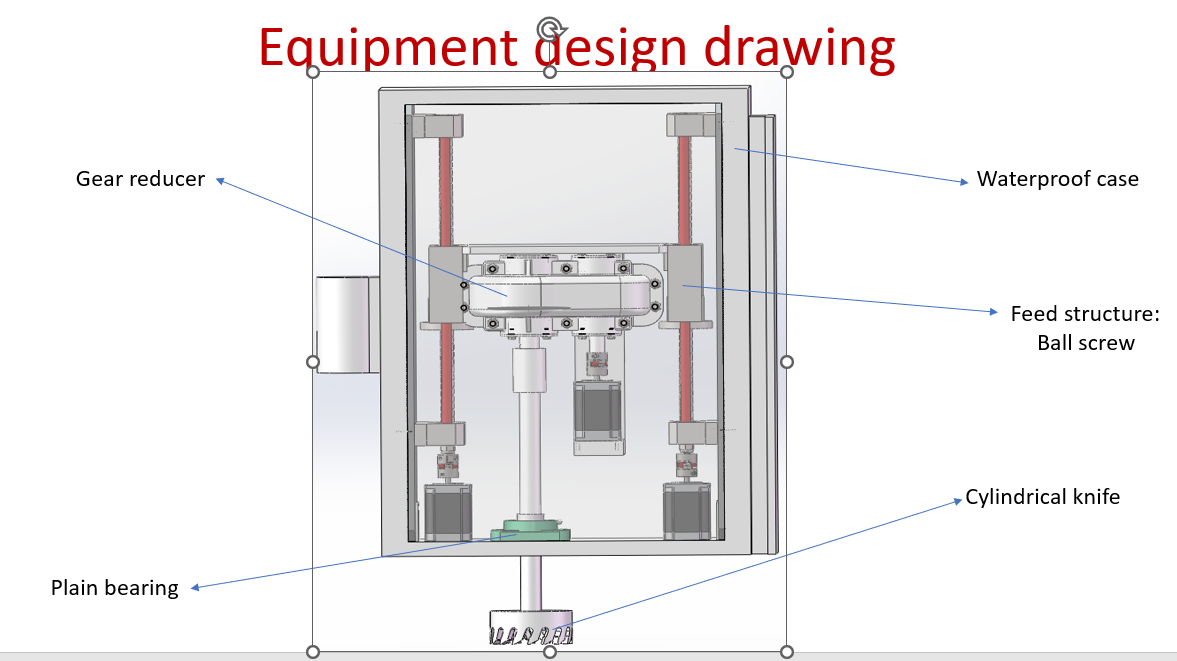 Equipment design drawing
Gear reducer
Waterproof case
Feed structure:
Ball screw
Cylindrical knife
Plain bearing